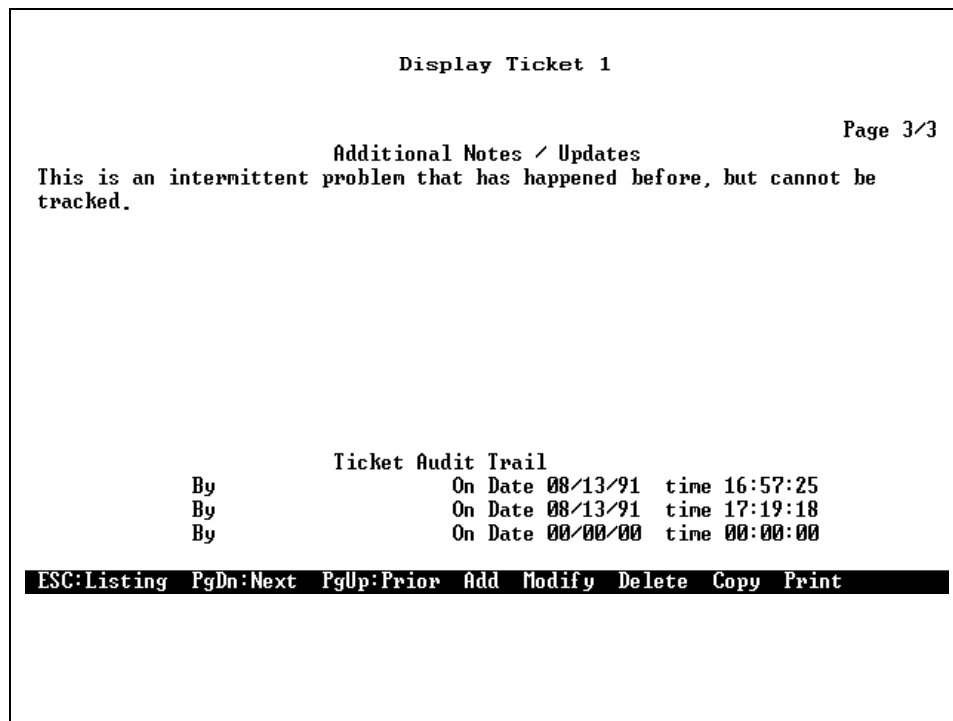 Display Ticket 1
Page 3/3
Additional Notes / Updates
This is an intermittent problem that has happened before, but cannot be
tracked.
Ticket Audit Trail
By On Date 08/13/91 time 16:57:25
By On Date 08/13/91 time 17:19:18
By On Date 00/00/00 time 00:00:00
ESC:Listing PgDn:Next PgUp:Prior Add Modify Delete Copy Print